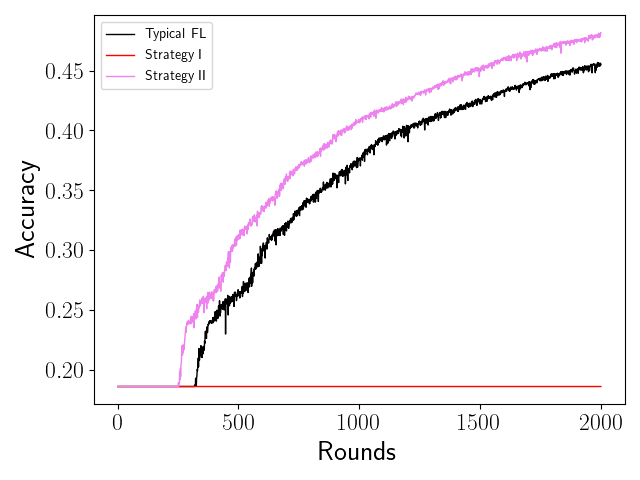 Typical FL
Strategy I
Strategy II
Accuracy
0.45
0.40
0.35
0.30
0.25
0.20
0 500 1000 1500 2000
Rounds